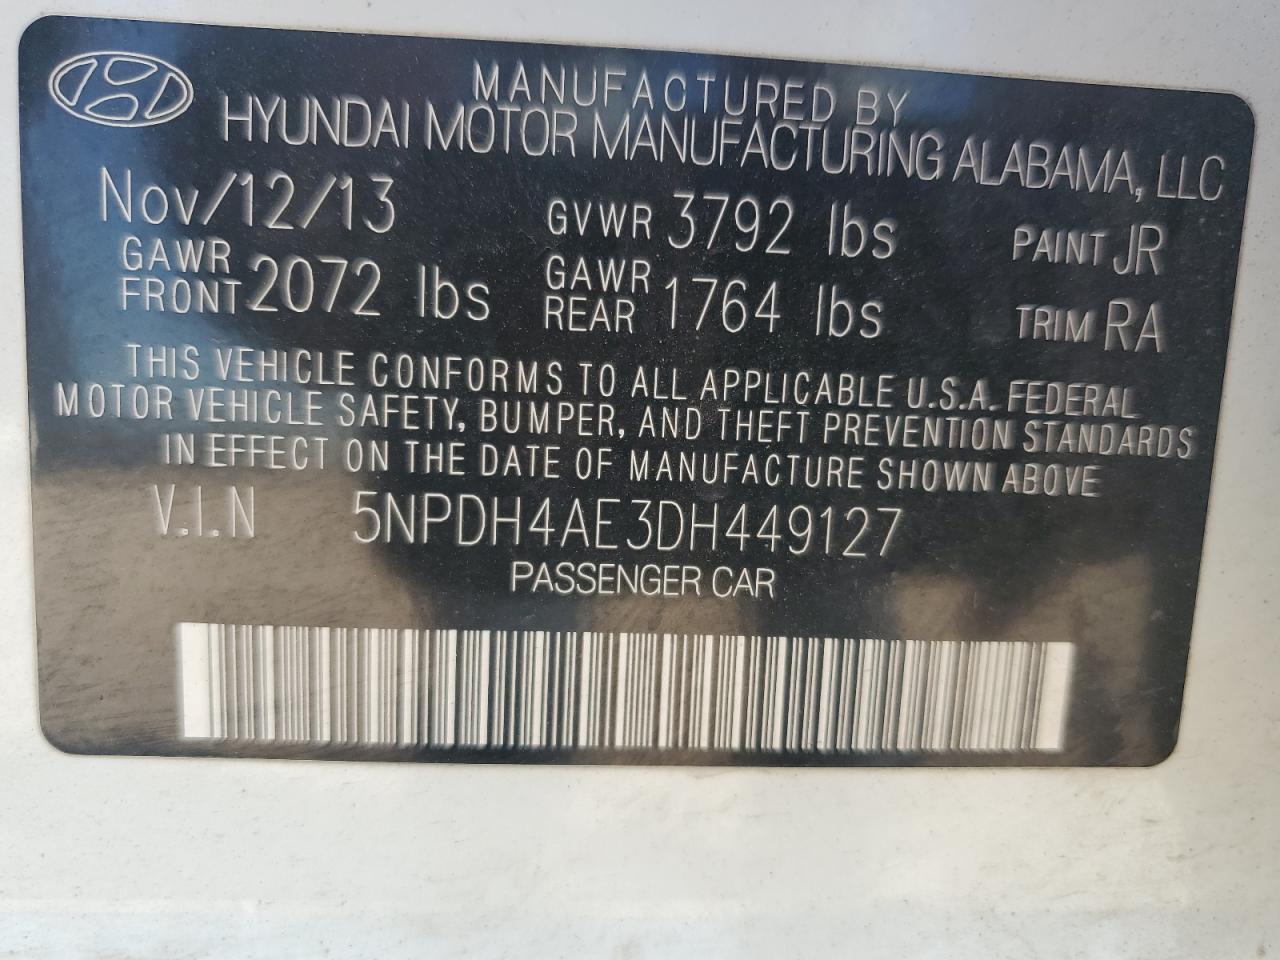 MANUFACTURED BY
HYUNDAI MOTOR MANUFACTURING ALABAMA, LLC
Nov/12/13 GVWR 3792 lbs PAINT JR
GAWR FRONT 2072 lbs GAWR REAR 1764 lbs TRIM RA
THIS VEHICLE CONFORMS TO ALL APPLICABLE U.S.A. FEDERAL
MOTOR VEHICLE SAFETY, BUMPER, AND THEFT PREVENTION STANDARDS
IN EFFECT ON THE DATE OF MANUFACTURE SHOWN ABOVE
V.I.N 5NPDH4AE3DH449127
PASSENGER CAR